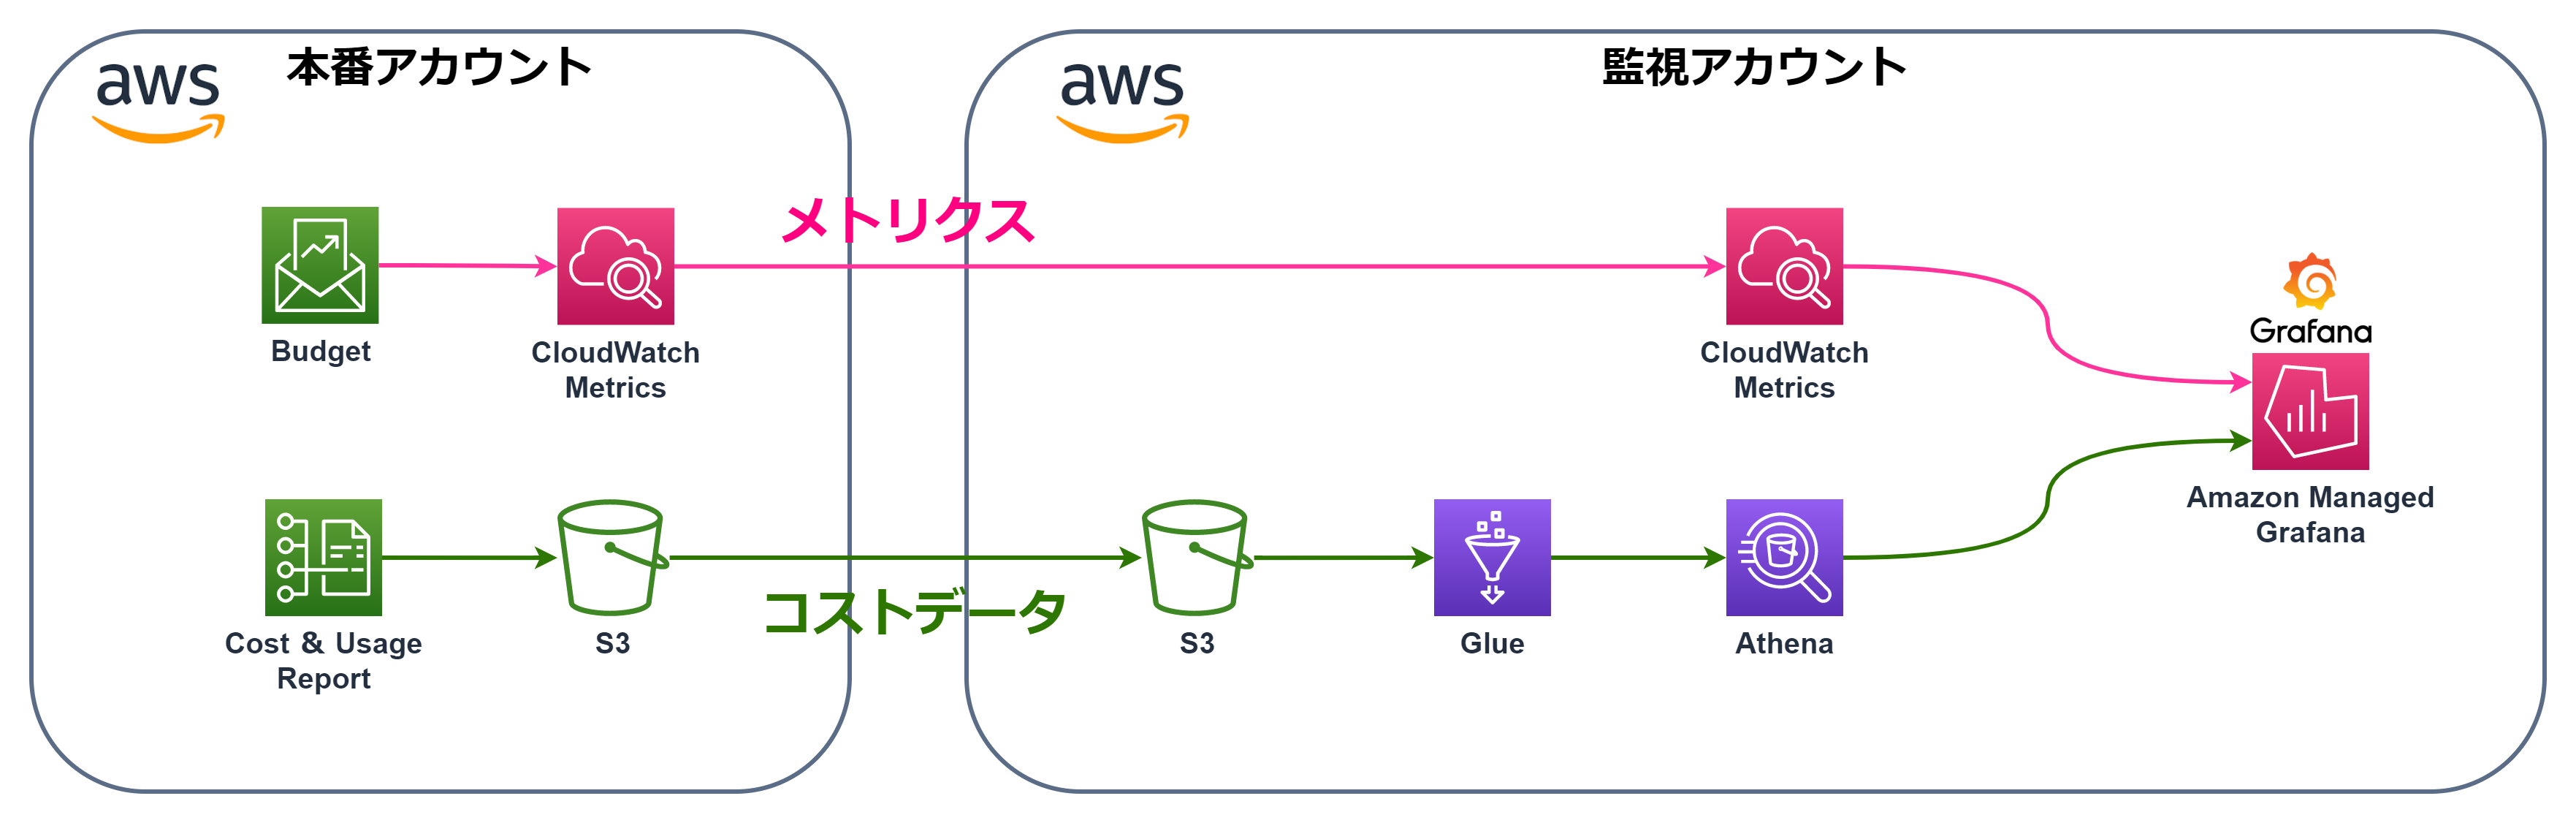 aws
本番アカウント
aws
監視アカウント
メトリクス
Budget
CloudWatch
Metrics
CloudWatch
Metrics
Grafana
Amazon Managed
Grafana
コストデータ
Cost & Usage
Report
S3
S3
Glue
Athena